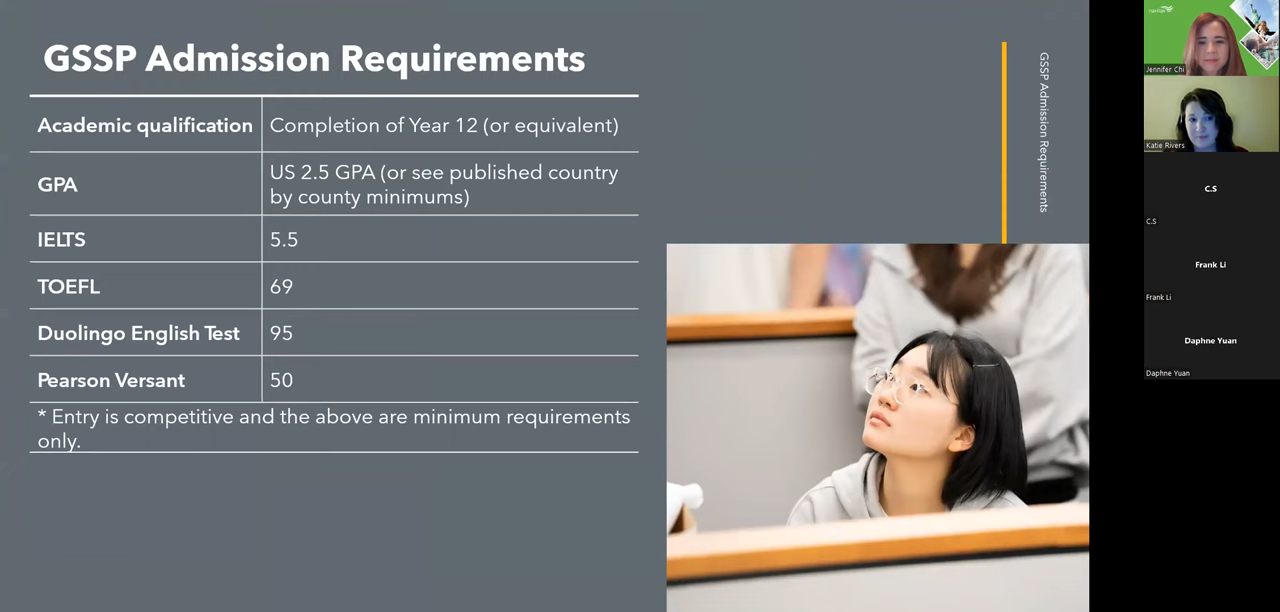 GSSP Admission Requirements
Academic qualification Completion of Year 12 (or equivalent)
GPA US 2.5 GPA (or see published country
by county minimums)
IELTS 5.5
TOEFL 69
Duolingo English Test 95
Pearson Versant 50
* Entry is competitive and the above are minimum requirements
only.
GSSP Admission Requirements
Jennifer Chi
Katie Rivers
C.S
C.S
Frank Li
Frank Li
Daphne Yuan
Daphne Yuan